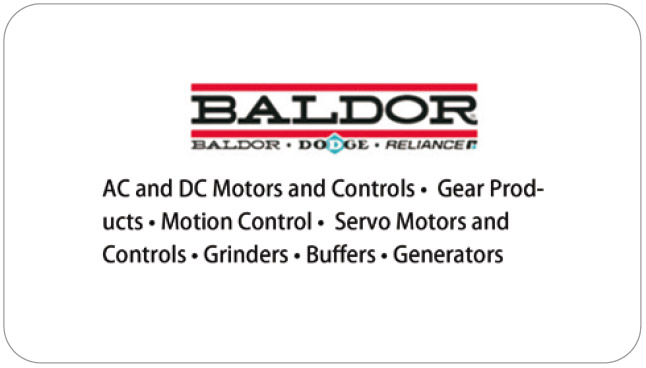 BALDOR
BALDOR · DODGE · RELIANCE
AC and DC Motors and Controls • Gear Prod-
ucts • Motion Control • Servo Motors and
Controls • Grinders • Buffers • Generators